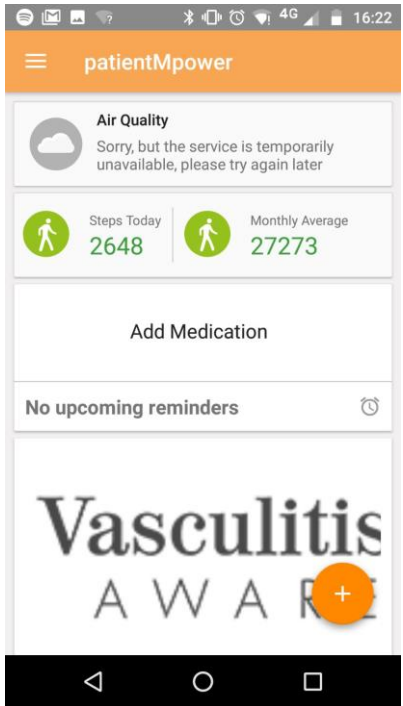 4G 16:22
patientMpower
Air Quality
Sorry, but the service is temporarily
unavailable, please try again later
Steps Today
2648
Monthly Average
27273
Add Medication
No upcoming reminders
Vasculitis